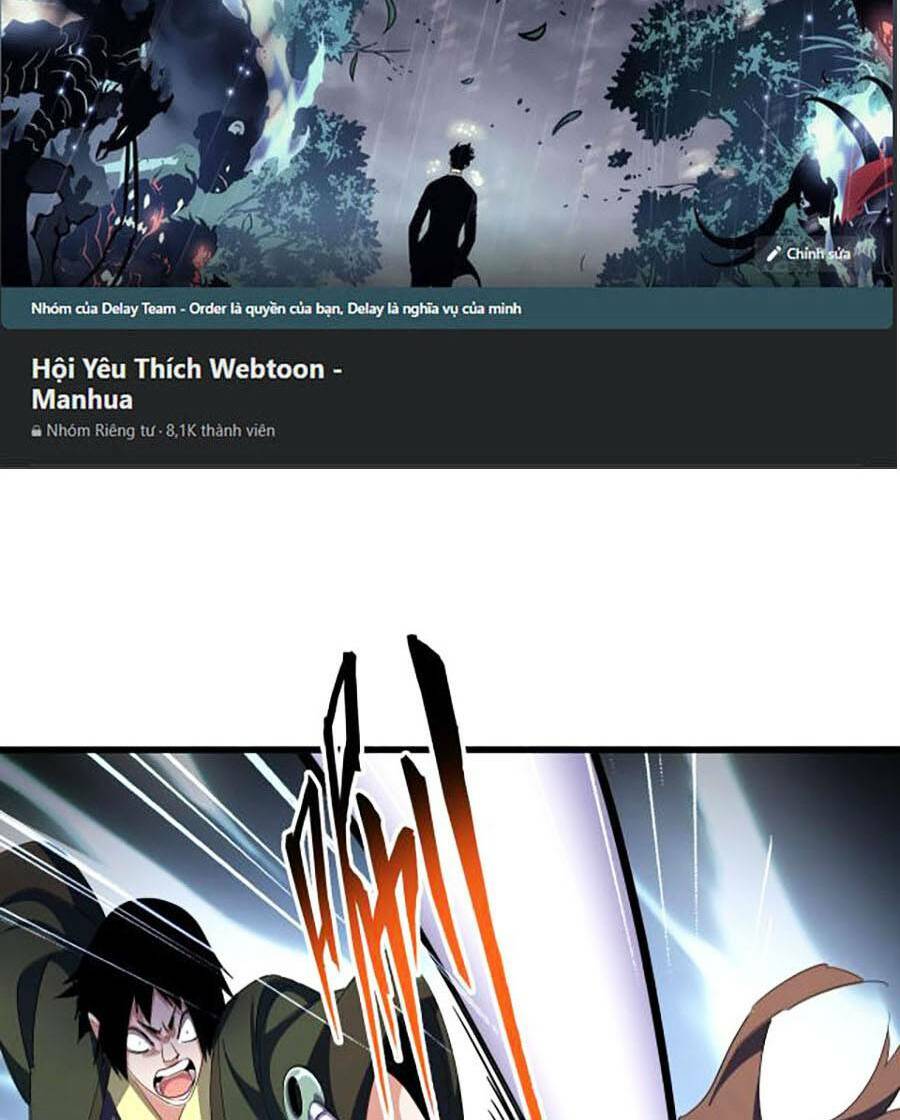 Chỉnh sửa
Nhóm của Delay Team - Order là quyền của bạn, Delay là nghĩa vụ của mình
Hội Yêu Thích Webtoon -
Manhua
Nhóm Riêng tư · 8,1K thành viên